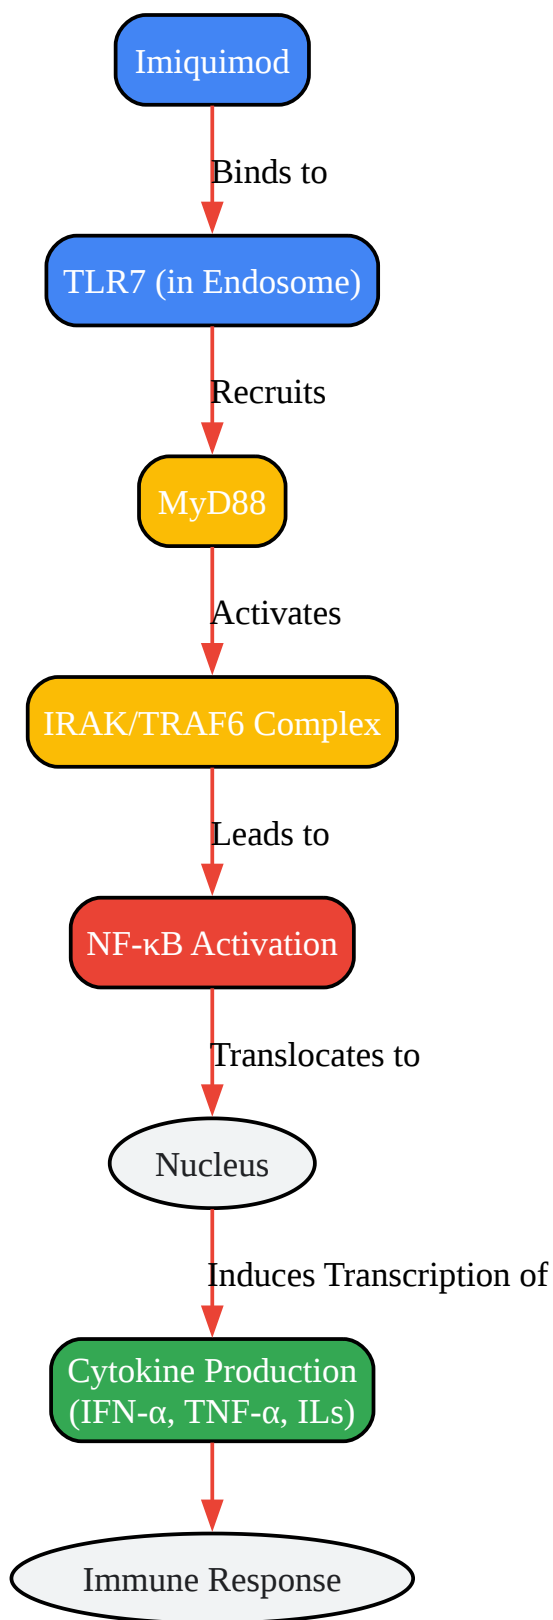 Imiquimod
Binds to
TLR7 (in Endosome)
Recruits
MyD88
Activates
IRAK/TRAF6 Complex
Leads to
NF-κB Activation
Translocates to
Nucleus
Induces Transcription of
Cytokine Production
(IFN-α, TNF-α, ILs)
Immune Response